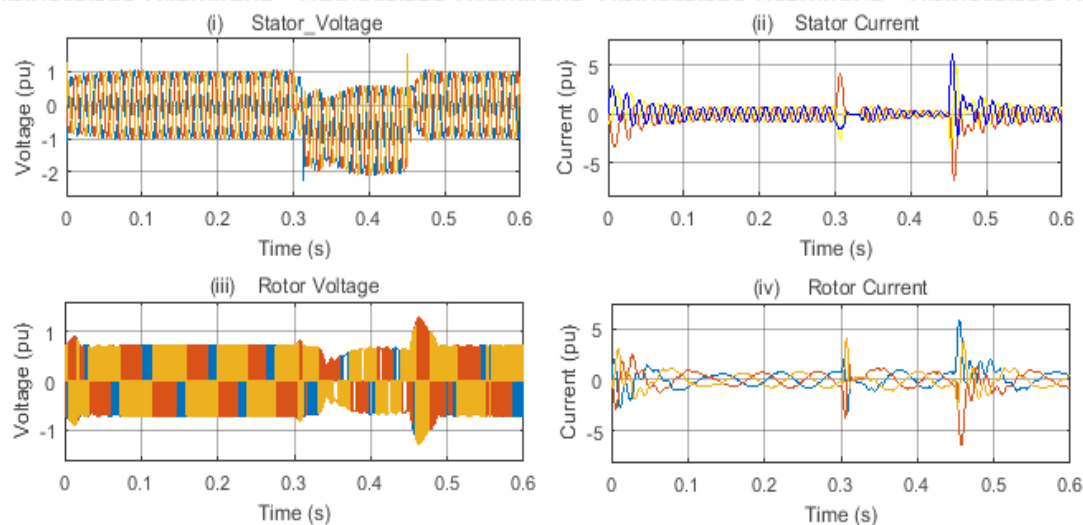 (i) Stator_Voltage
Voltage (pu)
1
0
-1
-2
0 0.1 0.2 0.3 0.4 0.5 0.6
Time (s)
(ii) Stator Current
Current (pu)
5
0
-5
0 0.1 0.2 0.3 0.4 0.5 0.6
Time (s)
(iii) Rotor Voltage
Voltage (pu)
1
0
-1
0 0.1 0.2 0.3 0.4 0.5 0.6
Time (s)
(iv) Rotor Current
Current (pu)
5
0
-5
0 0.1 0.2 0.3 0.4 0.5 0.6
Time (s)